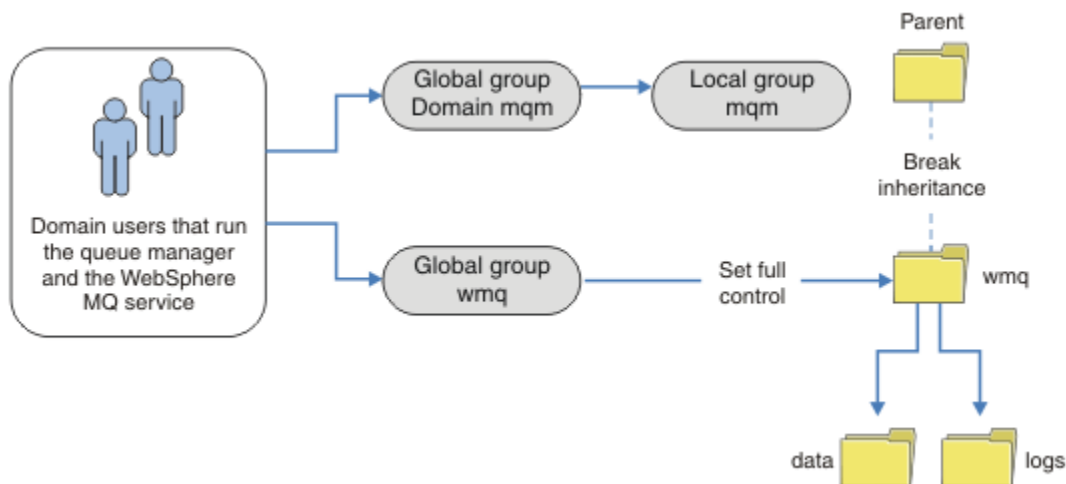 Domain users that run
the queue manager
and the WebSphere
MQ service
Global group
Domain mqm
Local group
mqm
Global group
wmq
Set full
control
Parent
Break
inheritance
wmq
data
logs